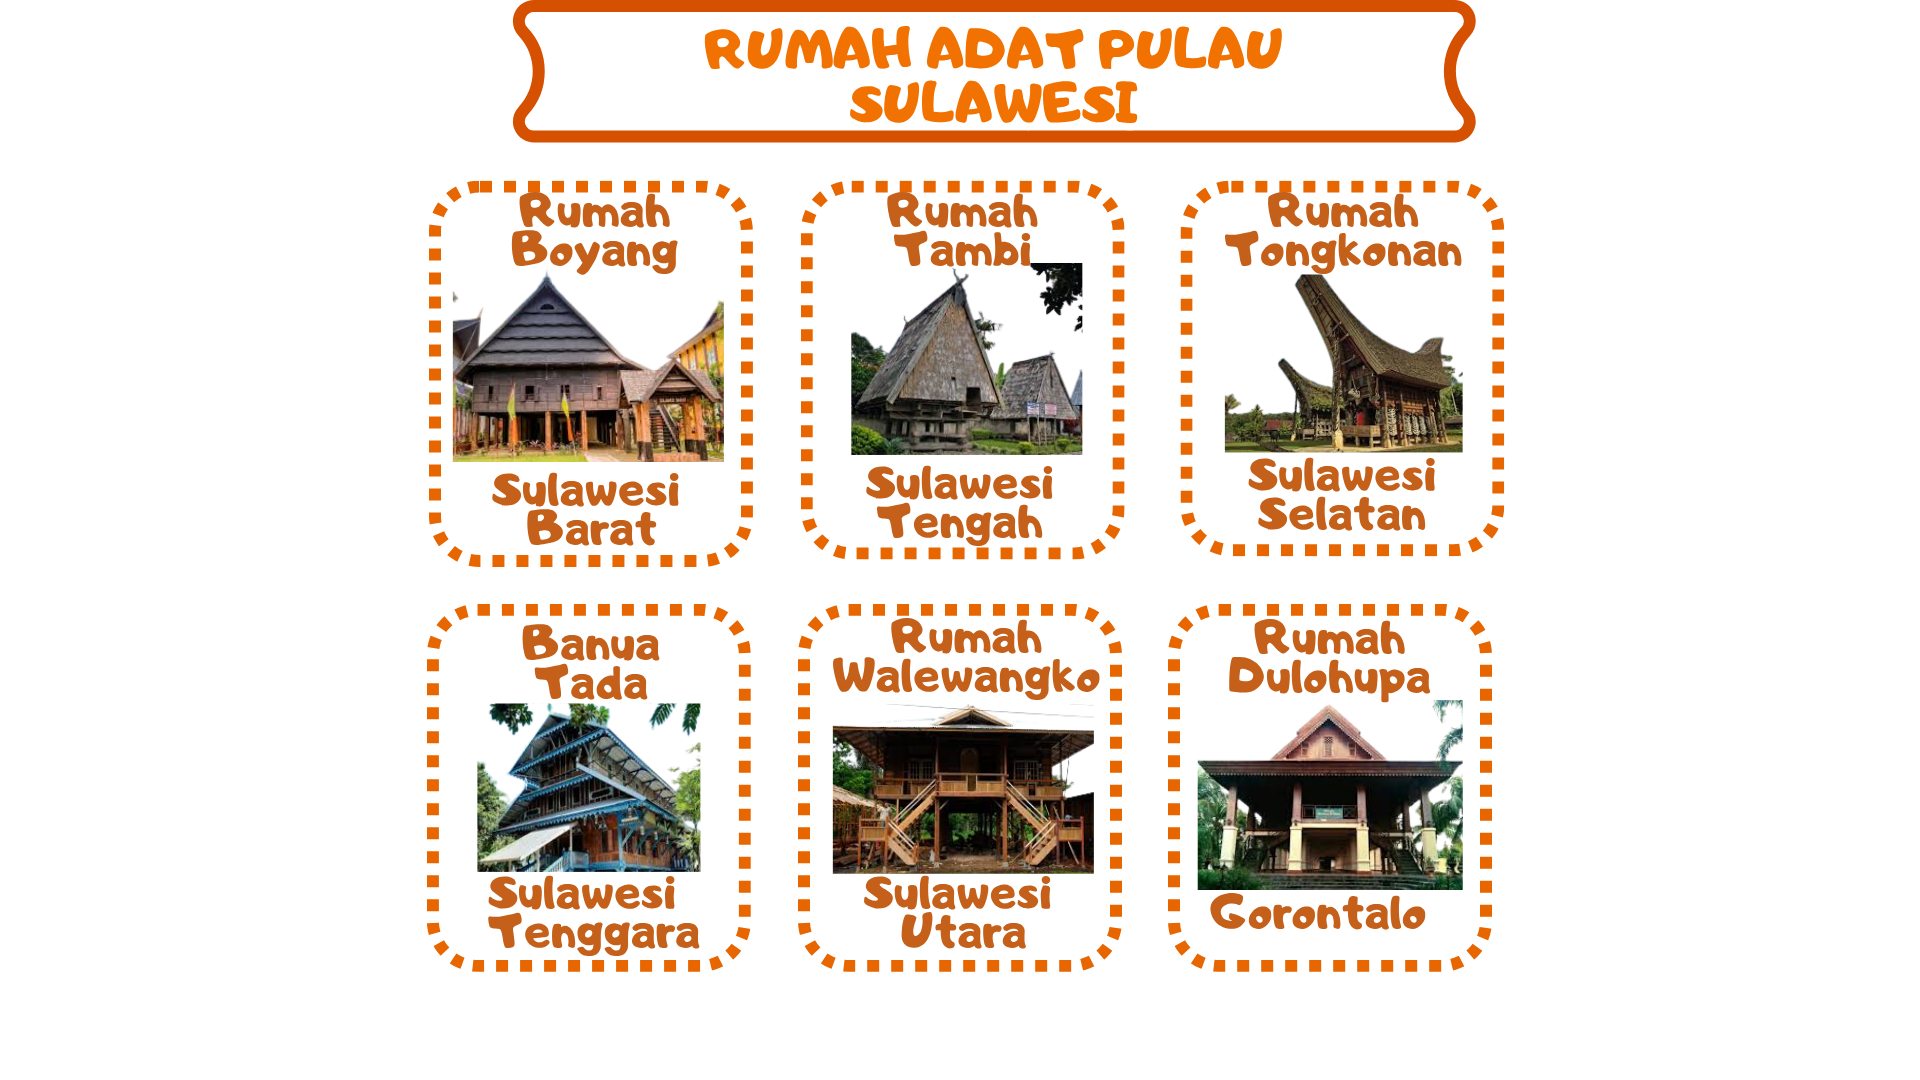 RUMAH ADAT PULAU
SULAWESI
Rumah
Boyang
Sulawesi
Barat
Rumah
Tambi
Sulawesi
Tengah
Rumah
Tongkonan
Sulawesi
Selatan
Banua
Tada
Sulawesi
Tenggara
Rumah
Walewangko
Sulawesi
Utara
Rumah
Dulohupa
Gorontalo